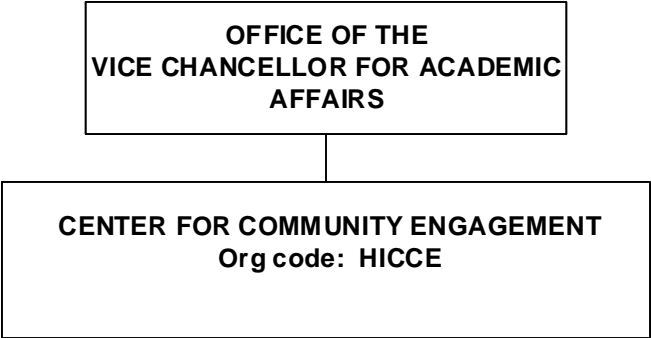 OFFICE OF THE
VICE CHANCELLOR FOR ACADEMIC
AFFAIRS
CENTER FOR COMMUNITY ENGAGEMENT
Org code: HICCE